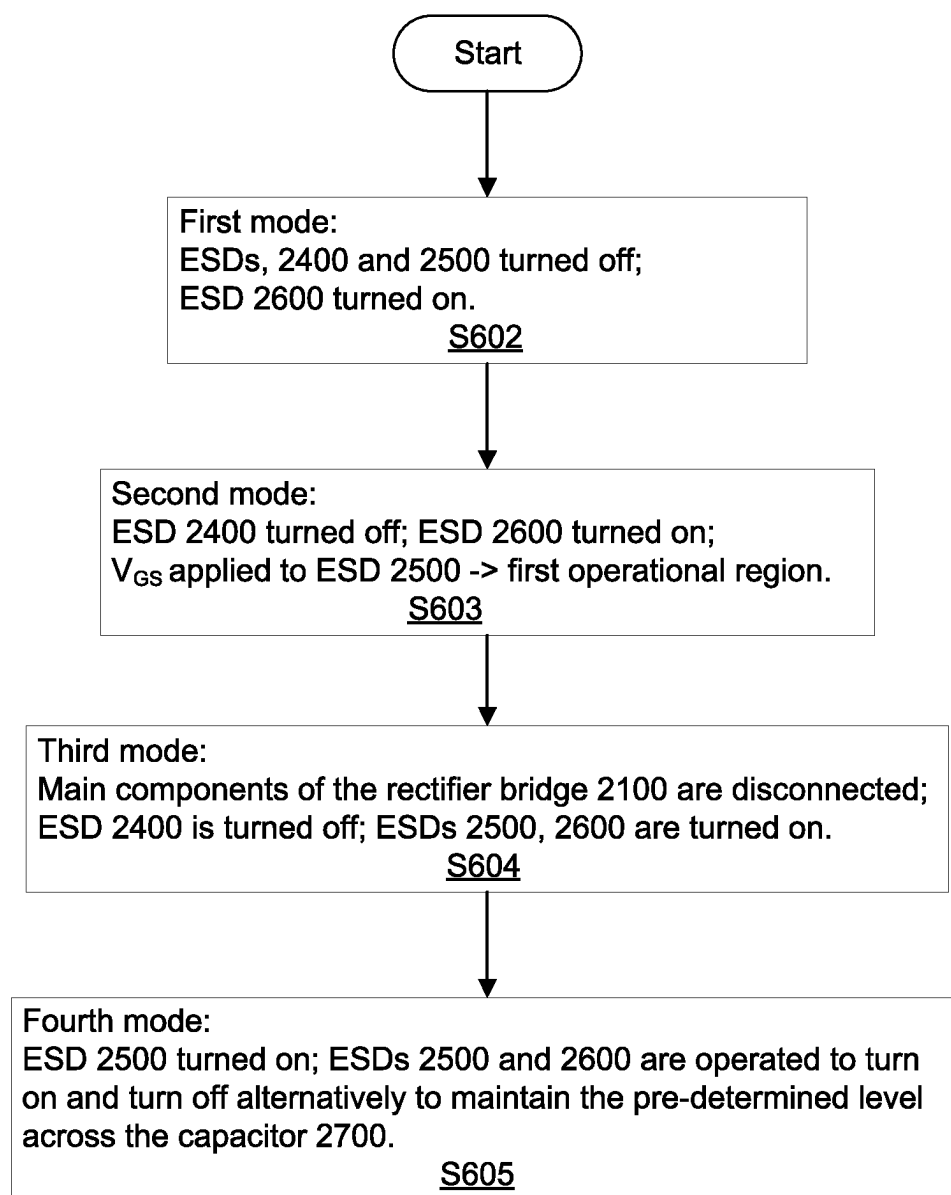 Start
First mode:
ESDs, 2400 and 2500 turned off;
ESD 2600 turned on.
S602
Second mode:
ESD 2400 turned off; ESD 2600 turned on;
VGS applied to ESD 2500 -> first operational region.
S603
Third mode:
Main components of the rectifier bridge 2100 are disconnected;
ESD 2400 is turned off; ESDs 2500, 2600 are turned on.
S604
Fourth mode:
ESD 2500 turned on; ESDs 2500 and 2600 are operated to turn
on and turn off alternatively to maintain the pre-determined level
across the capacitor 2700.
S605